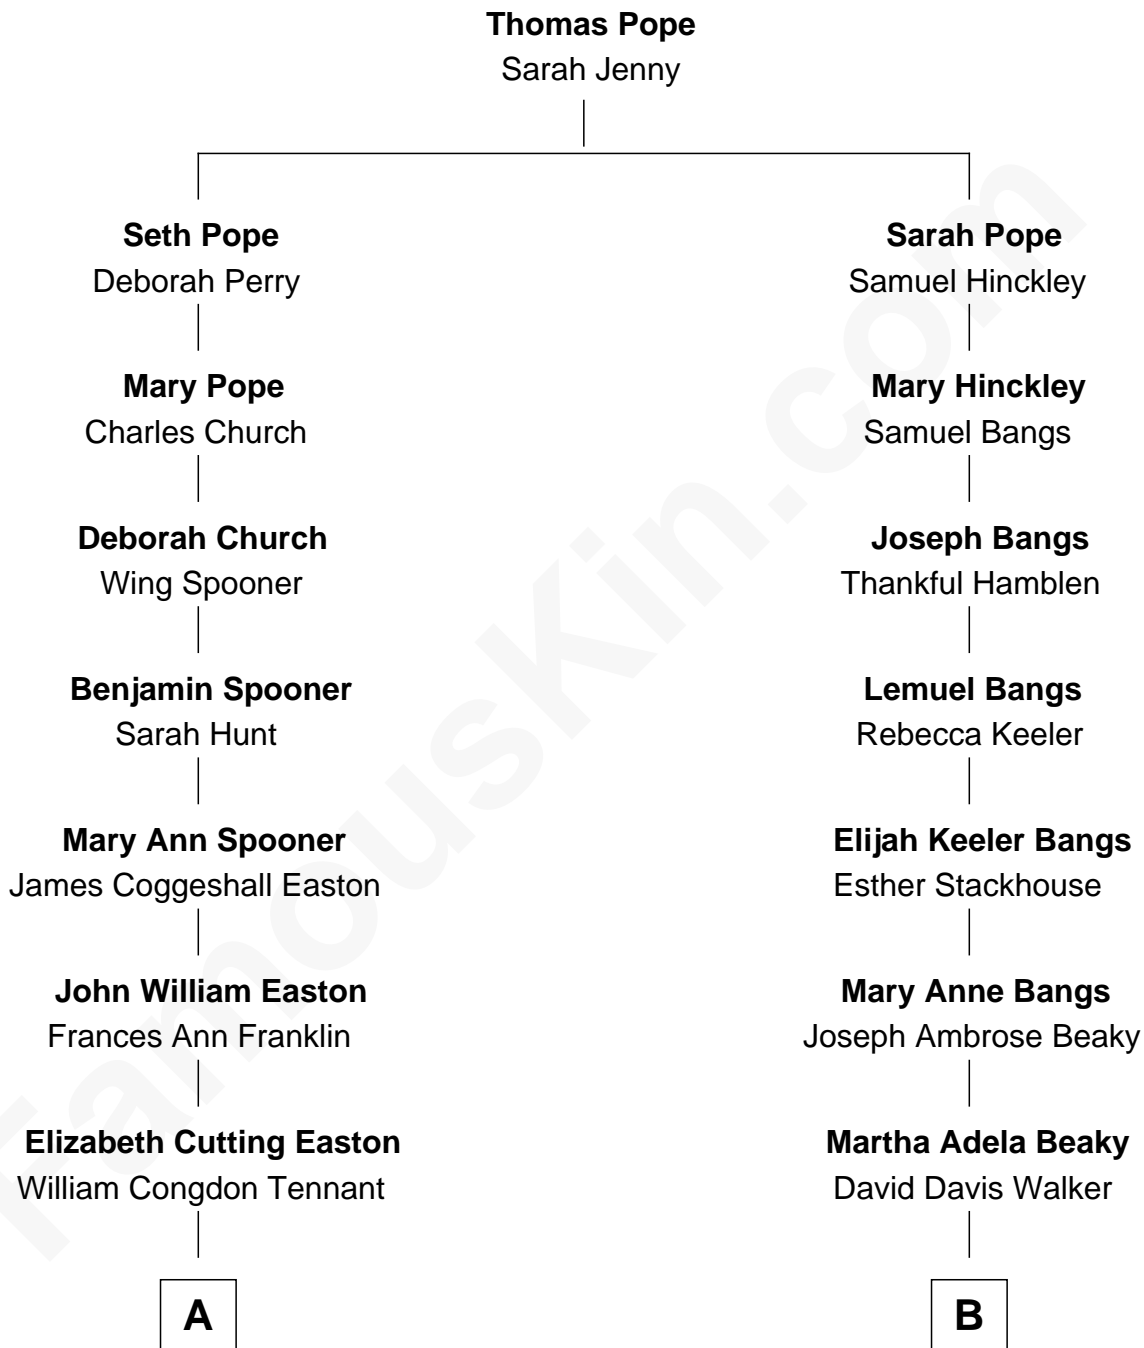 Thomas Pope
Sarah Jenny
Seth Pope
Deborah Perry
Sarah Pope
Samuel Hinckley
Mary Pope
Charles Church
Mary Hinckley
Samuel Bangs
Deborah Church
Wing Spooner
Joseph Bangs
Thankful Hamblen
Benjamin Spooner
Sarah Hunt
Lemuel Bangs
Rebecca Keeler
Mary Ann Spooner
James Coggeshall Easton
Elijah Keeler Bangs
Esther Stackhouse
John William Easton
Frances Ann Franklin
Mary Anne Bangs
Joseph Ambrose Beaky
Elizabeth Cutting Easton
William Congdon Tennant
Martha Adela Beaky
David Davis Walker
A
B
FamousKin.com